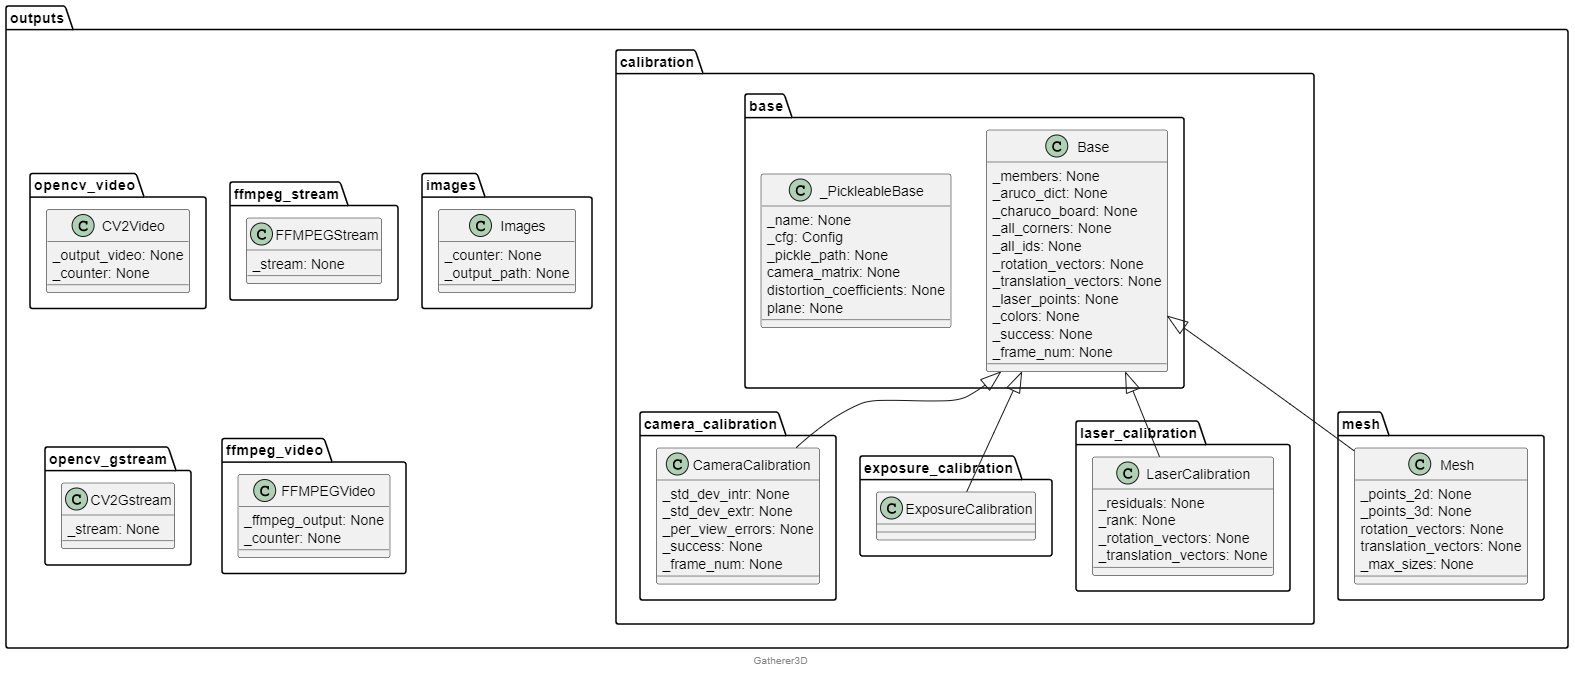 outputs
calibration
base
C _PickleableBase
_name: None
_cfg: Config
_pickle_path: None
camera_matrix: None
distortion_coefficients: None
plane: None
C Base
_members: None
_aruco_dict: None
_charuco_board: None
_all_corners: None
_all_ids: None
_rotation_vectors: None
_translation_vectors: None
_laser_points: None
_colors: None
_success: None
_frame_num: None
opencv_video
C CV2Video
_output_video: None
_counter: None
ffmpeg_stream
C FFMPEGStream
_stream: None
images
C Images
_counter: None
_output_path: None
opencv_gstream
C CV2Gstream
_stream: None
ffmpeg_video
C FFMPEGVideo
_ffmpeg_output: None
_counter: None
camera_calibration
C CameraCalibration
_std_dev_intr: None
_std_dev_extr: None
_per_view_errors: None
_success: None
_frame_num: None
exposure_calibration
C ExposureCalibration
laser_calibration
C LaserCalibration
_residuals: None
_rank: None
_rotation_vectors: None
_translation_vectors: None
mesh
C Mesh
_points_2d: None
_points_3d: None
rotation_vectors: None
translation_vectors: None
_max_sizes: None
Gatherer3D